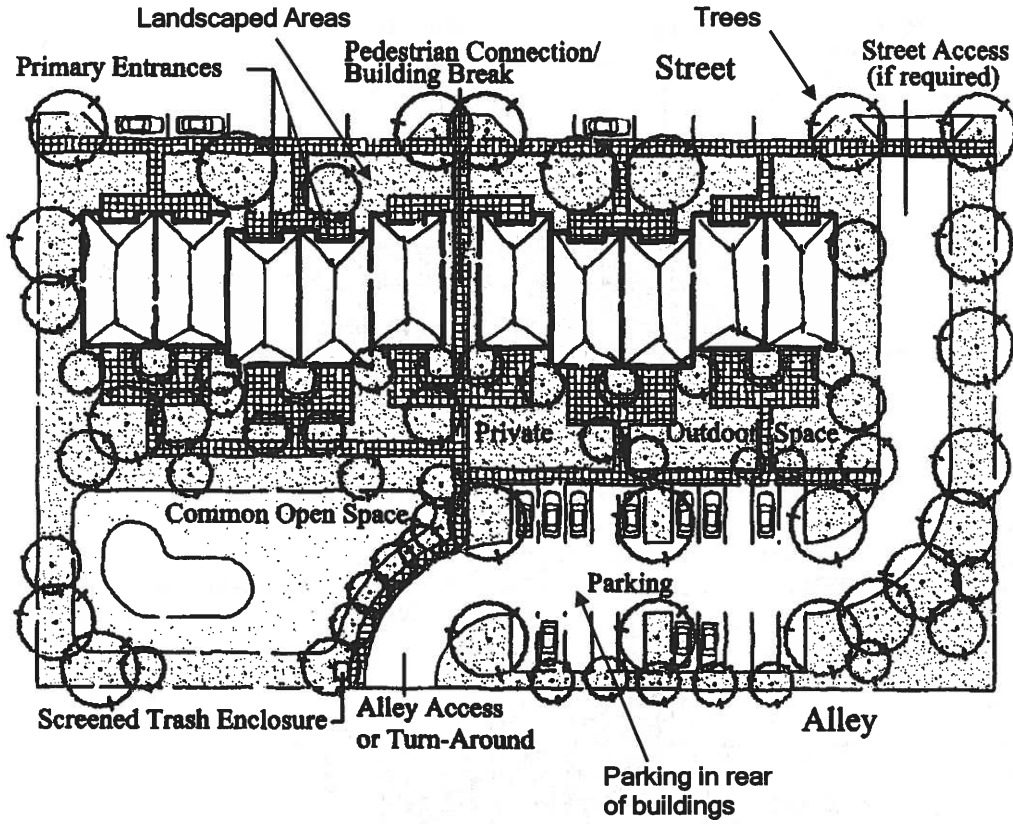 Landscaped Areas
Trees
Primary Entrances
Pedestrian Connection/
Building Break
Street
Street Access
(if required)
Private Outdoor Space
Common Open Space
Parking
Screened Trash Enclosure
Alley Access
or Turn-Around
Alley
Parking in rear
of buildings